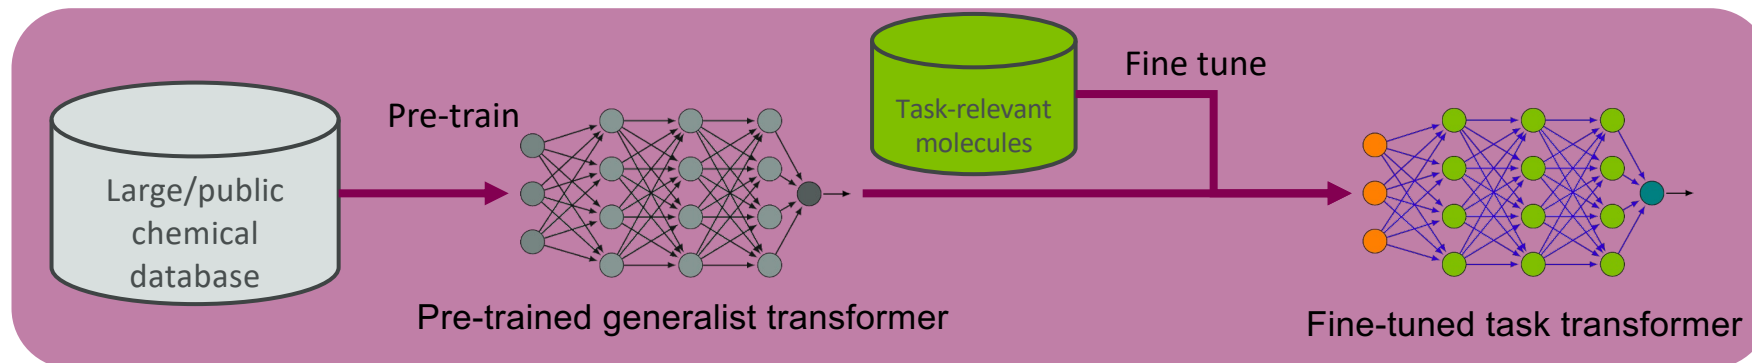 Large/public
chemical
database
Pre-train
Pre-trained generalist transformer
Task-relevant
molecules
Fine tune
Fine-tuned task transformer